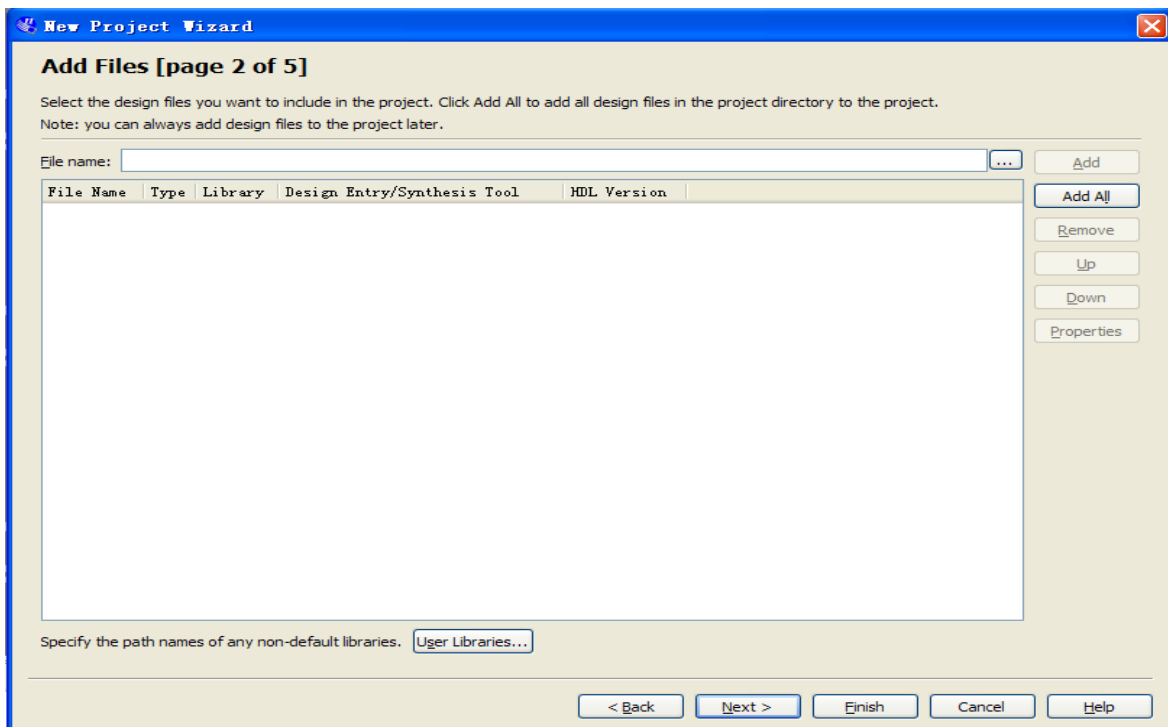 New Project Wizard
Add Files [page 2 of 5]
Select the design files you want to include in the project. Click Add All to add all design files in the project directory to the project.
Note: you can always add design files to the project later.
File name: ... Add
File Name Type Library Design Entry/Synthesis Tool HDL Version
Add All
Remove
Up
Down
Properties
Specify the path names of any non-default libraries. User Libraries...
< Back Next > Finish Cancel Help